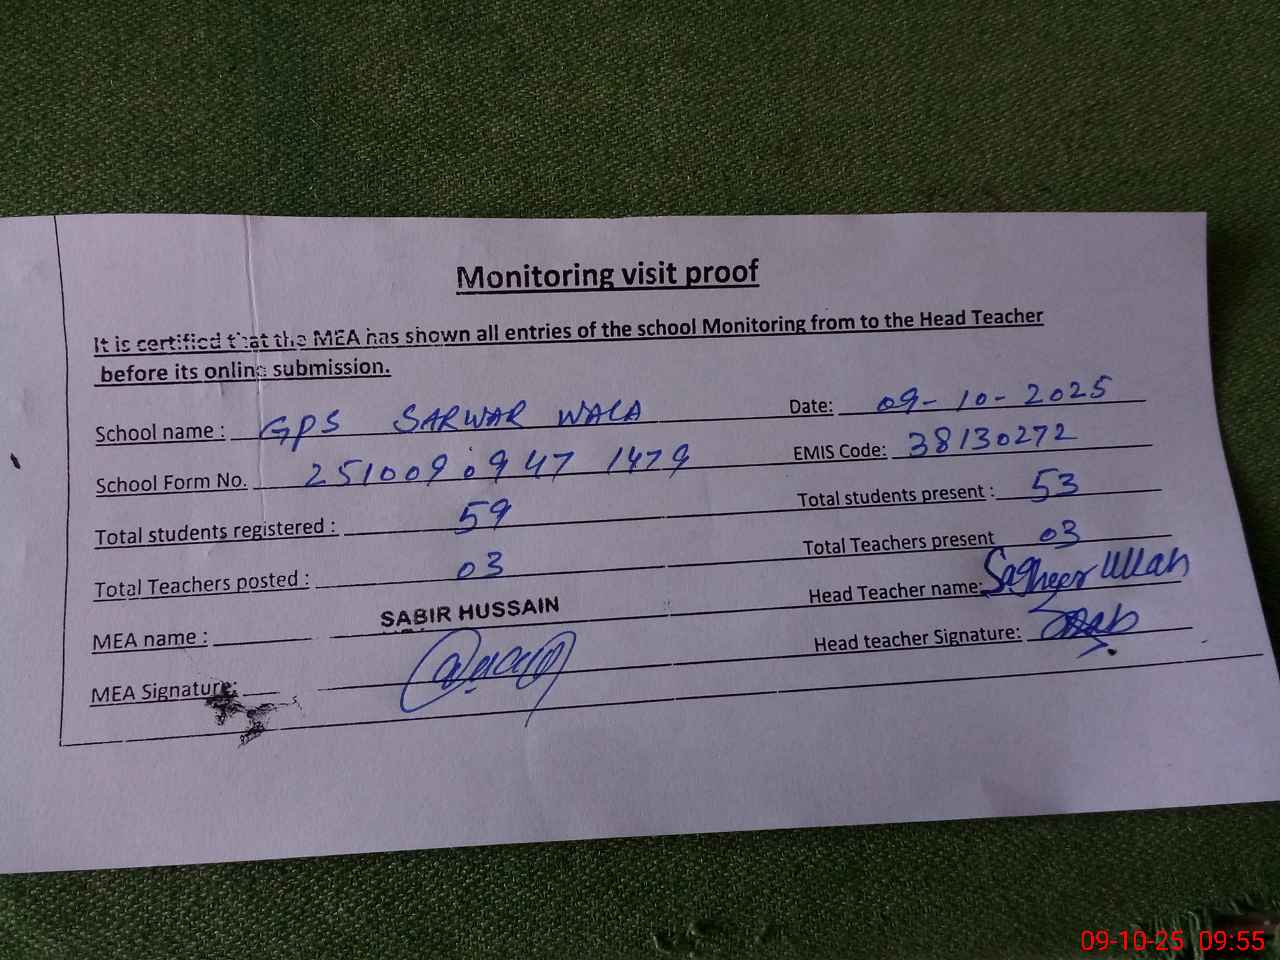 Monitoring visit proof
It is certified that the MEA has shown all entries of the school Monitoring from to the Head Teacher
before its online submission.
School name : GPS SARWAR WALA Date: 09-10-2025
School Form No. 251009094714​79 EMIS Code: 38130272
Total students registered : 59 Total students present : 53
Total Teachers posted : 03 Total Teachers present 03
MEA name : SABIR HUSSAIN Head Teacher name: Sagheer Ullah
MEA Signature: Head teacher Signature:
09-10-25 09:55